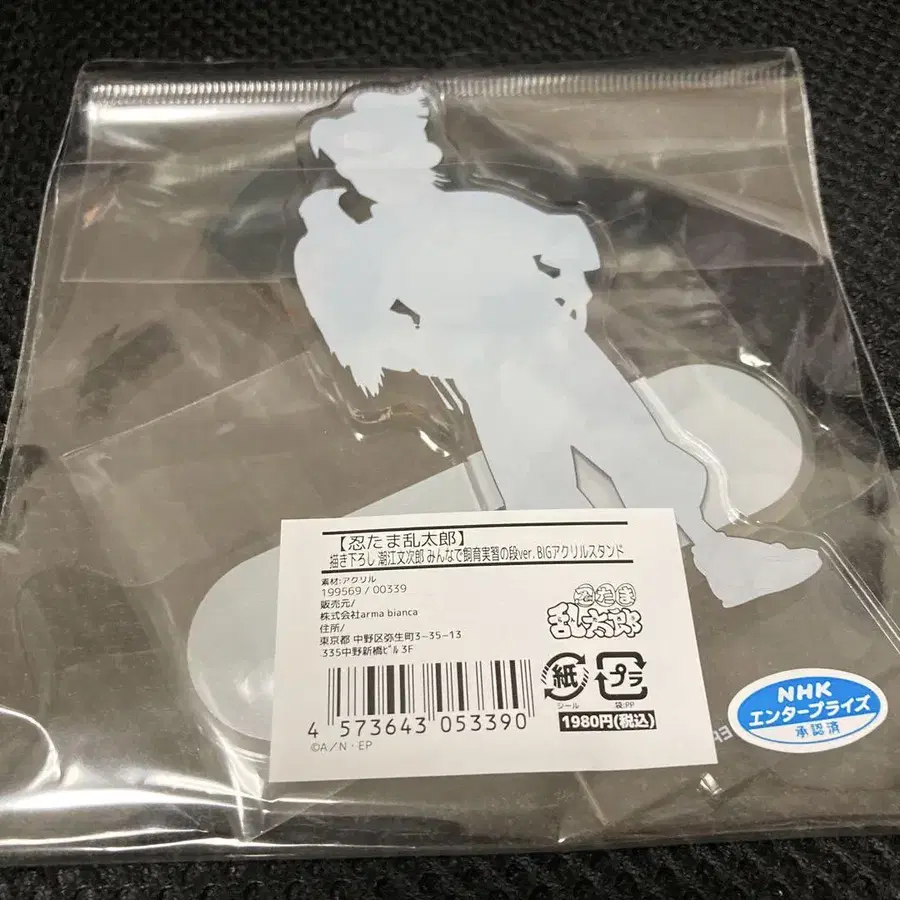 【忍たま乱太郎】
描き下ろし 潮江文次郎 みんなで飼育実習の段ver. BIGアクリルスタンド
素材:アクリル
199569 / 00339
販売元/
株式会社arma bianca
住所/
東京都 中野区弥生町3-35-13
335中野新橋ﾋﾞﾙ3F
忍たま
乱太郎
紙
シール
プラ
袋:PP
4 573643 053390
1980円(税込)
©A/N・EP
NHK
エンタープライズ
承認済